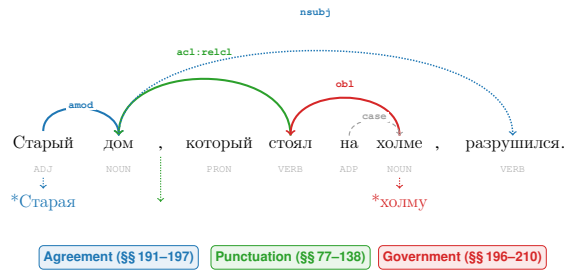 nsubj
acl:relcl
obl
amod
case
Старый дом , который стоял на холме , разрушился.
ADJ NOUN PRON VERB ADP NOUN VERB
*Старая *холму
Agreement (§§ 191–197) Punctuation (§§ 77–138) Government (§§ 196–210)